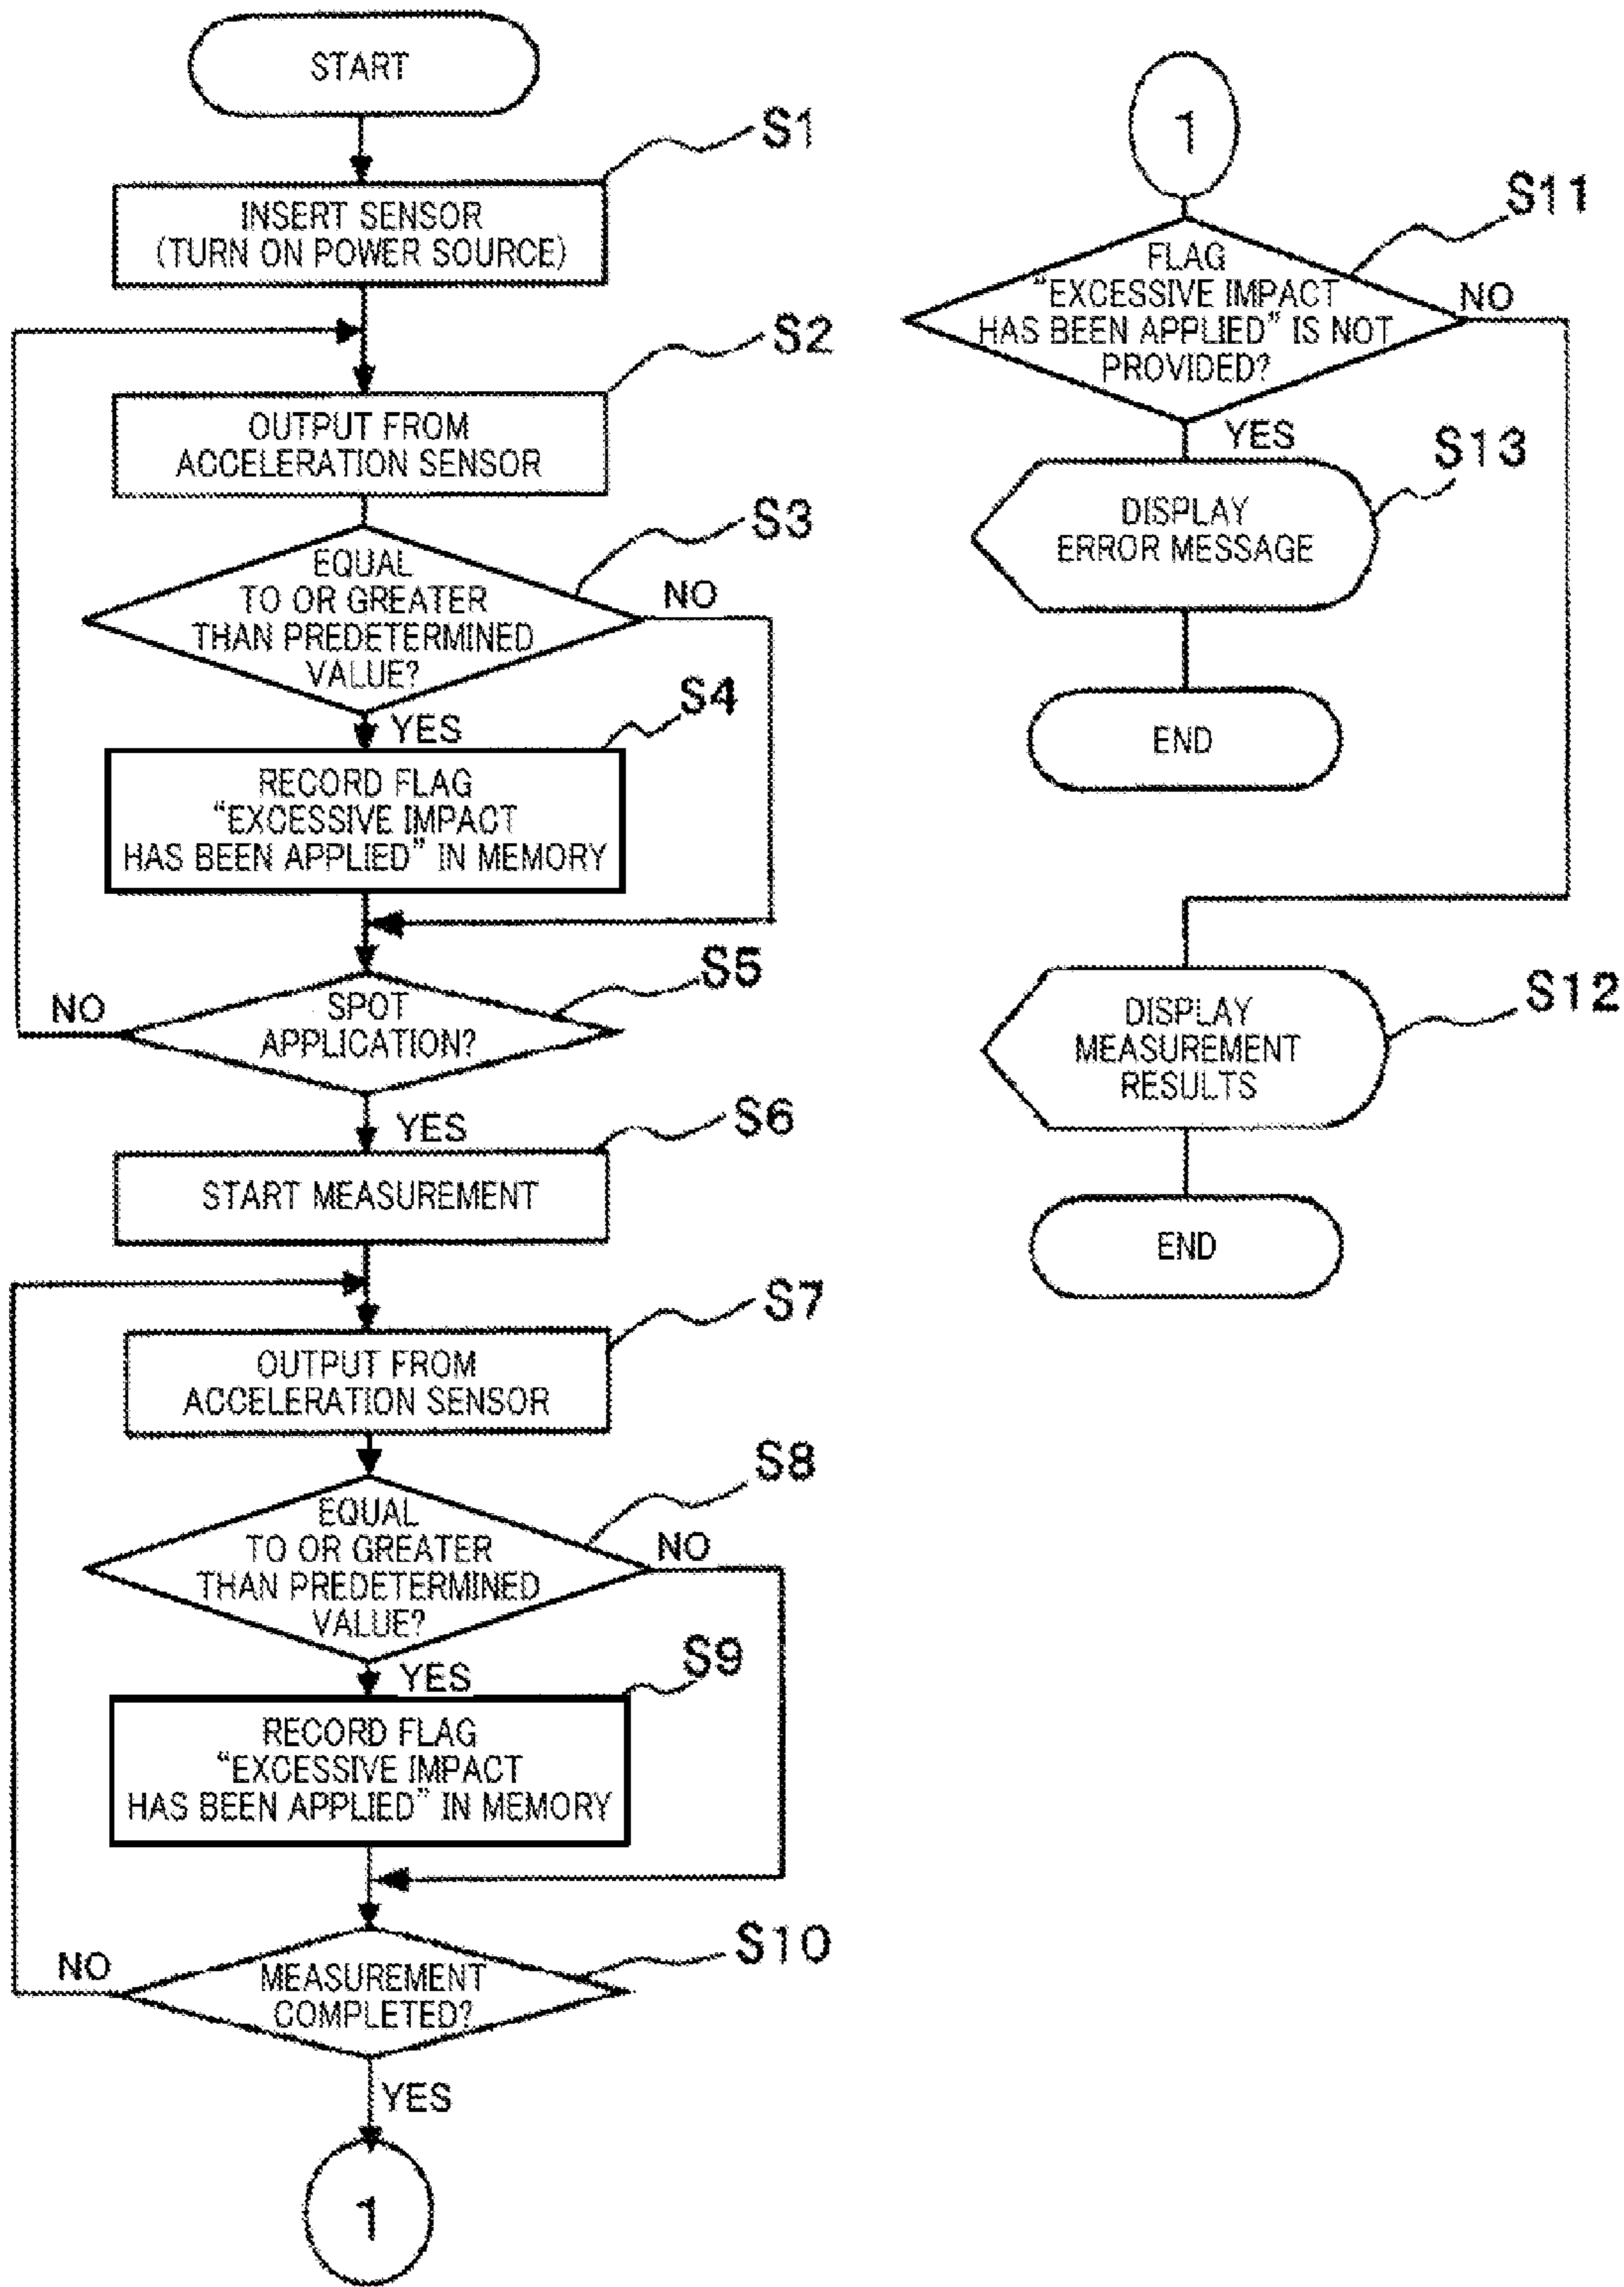 START
S1
INSERT SENSOR
(TURN ON POWER SOURCE)
S2
OUTPUT FROM
ACCELERATION SENSOR
S3
EQUAL
TO OR GREATER
THAN PREDETERMINED
VALUE?
NO
YES
S4
RECORD FLAG
“EXCESSIVE IMPACT
HAS BEEN APPLIED” IN MEMORY
S5
SPOT
APPLICATION?
NO
YES
S6
START MEASUREMENT
S7
OUTPUT FROM
ACCELERATION SENSOR
S8
EQUAL
TO OR GREATER
THAN PREDETERMINED
VALUE?
NO
YES
S9
RECORD FLAG
“EXCESSIVE IMPACT
HAS BEEN APPLIED” IN MEMORY
S10
MEASUREMENT
COMPLETED?
NO
YES
1
1
S11
FLAG
“EXCESSIVE IMPACT
HAS BEEN APPLIED” IS NOT
PROVIDED?
NO
YES
S13
DISPLAY
ERROR MESSAGE
END
S12
DISPLAY
MEASUREMENT
RESULTS
END